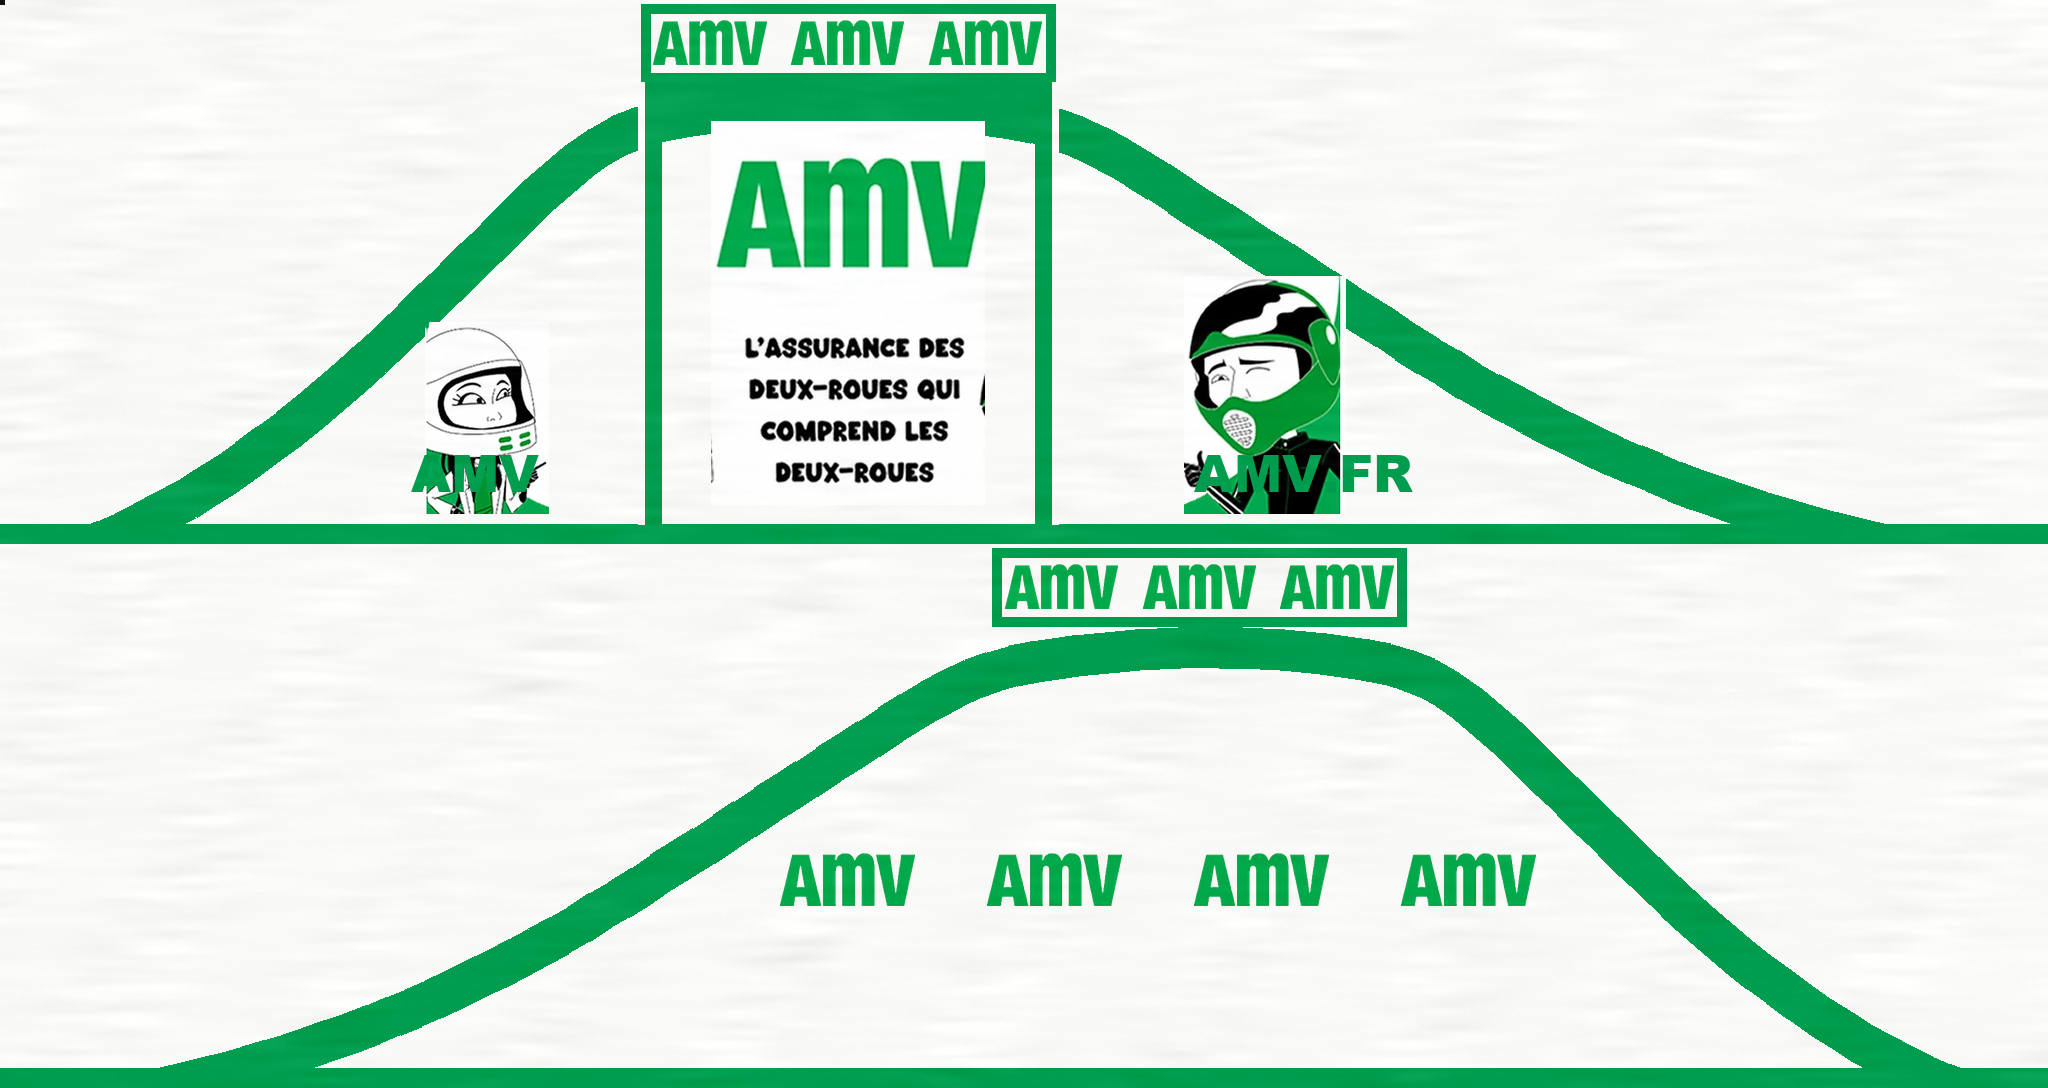 AMV AMV AMV
AMV
L'ASSURANCE DES
DEUX-ROUES QUI
COMPREND LES
DEUX-ROUES
AMV
AMV FR
AMV AMV AMV
AMV AMV AMV AMV